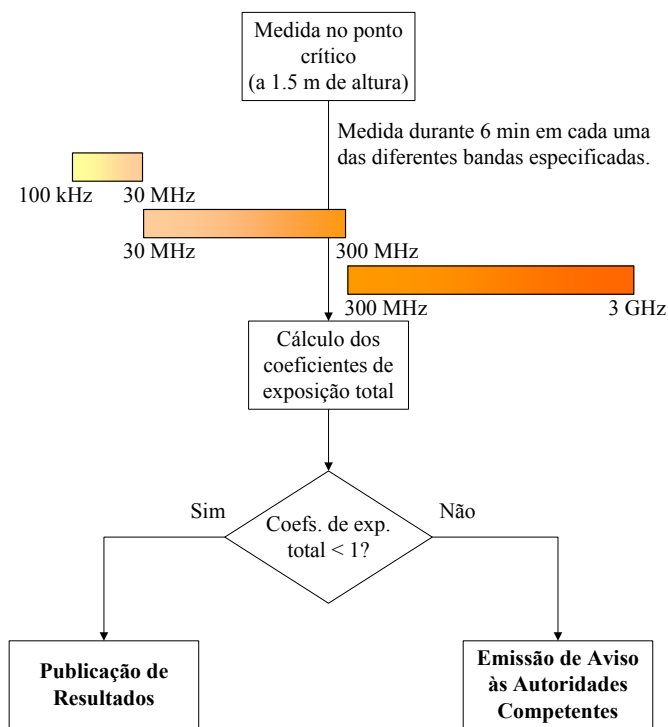 Medida no ponto
crítico
(a 1.5 m de altura)
Medida durante 6 min em cada uma
das diferentes bandas especificadas.
100 kHz
30 MHz
30 MHz
300 MHz
300 MHz
3 GHz
Cálculo dos
coeficientes de
exposição total
Sim
Não
Coefs. de exp.
total < 1?
Publicação de
Resultados
Emissão de Aviso
às Autoridades
Competentes